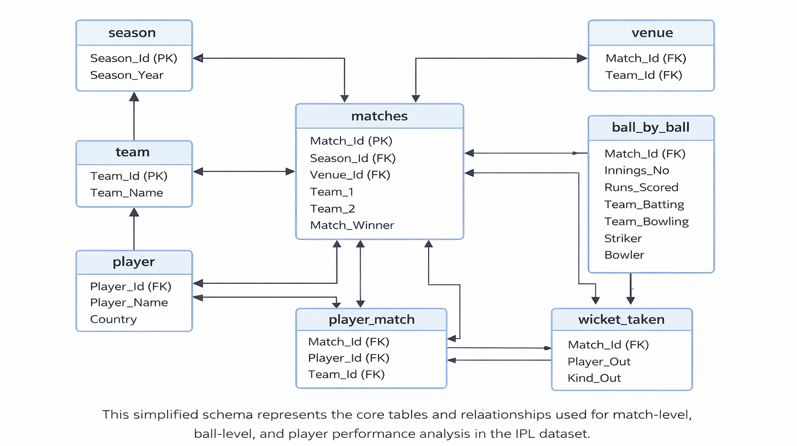 season
Season_Id (PK)
Season_Year
venue
Match_Id (FK)
Team_Id (FK)
matches
Match_Id (PK)
Season_Id (FK)
Venue_Id (FK)
Team_1
Team_2
Match_Winner
ball_by_ball
Match_Id (FK)
Innings_No
Runs_Scored
Team_Batting
Team_Bowling
Striker
Bowler
team
Team_Id (PK)
Team_Name
player
Player_Id (FK)
Player_Name
Country
player_match
Match_Id (FK)
Player_Id (FK)
Team_Id (FK)
wicket_taken
Match_Id (FK)
Player_Out
Kind_Out
This simplified schema represents the core tables and relaationships used for match-level,
ball-level, and player performance analysis in the IPL dataset.